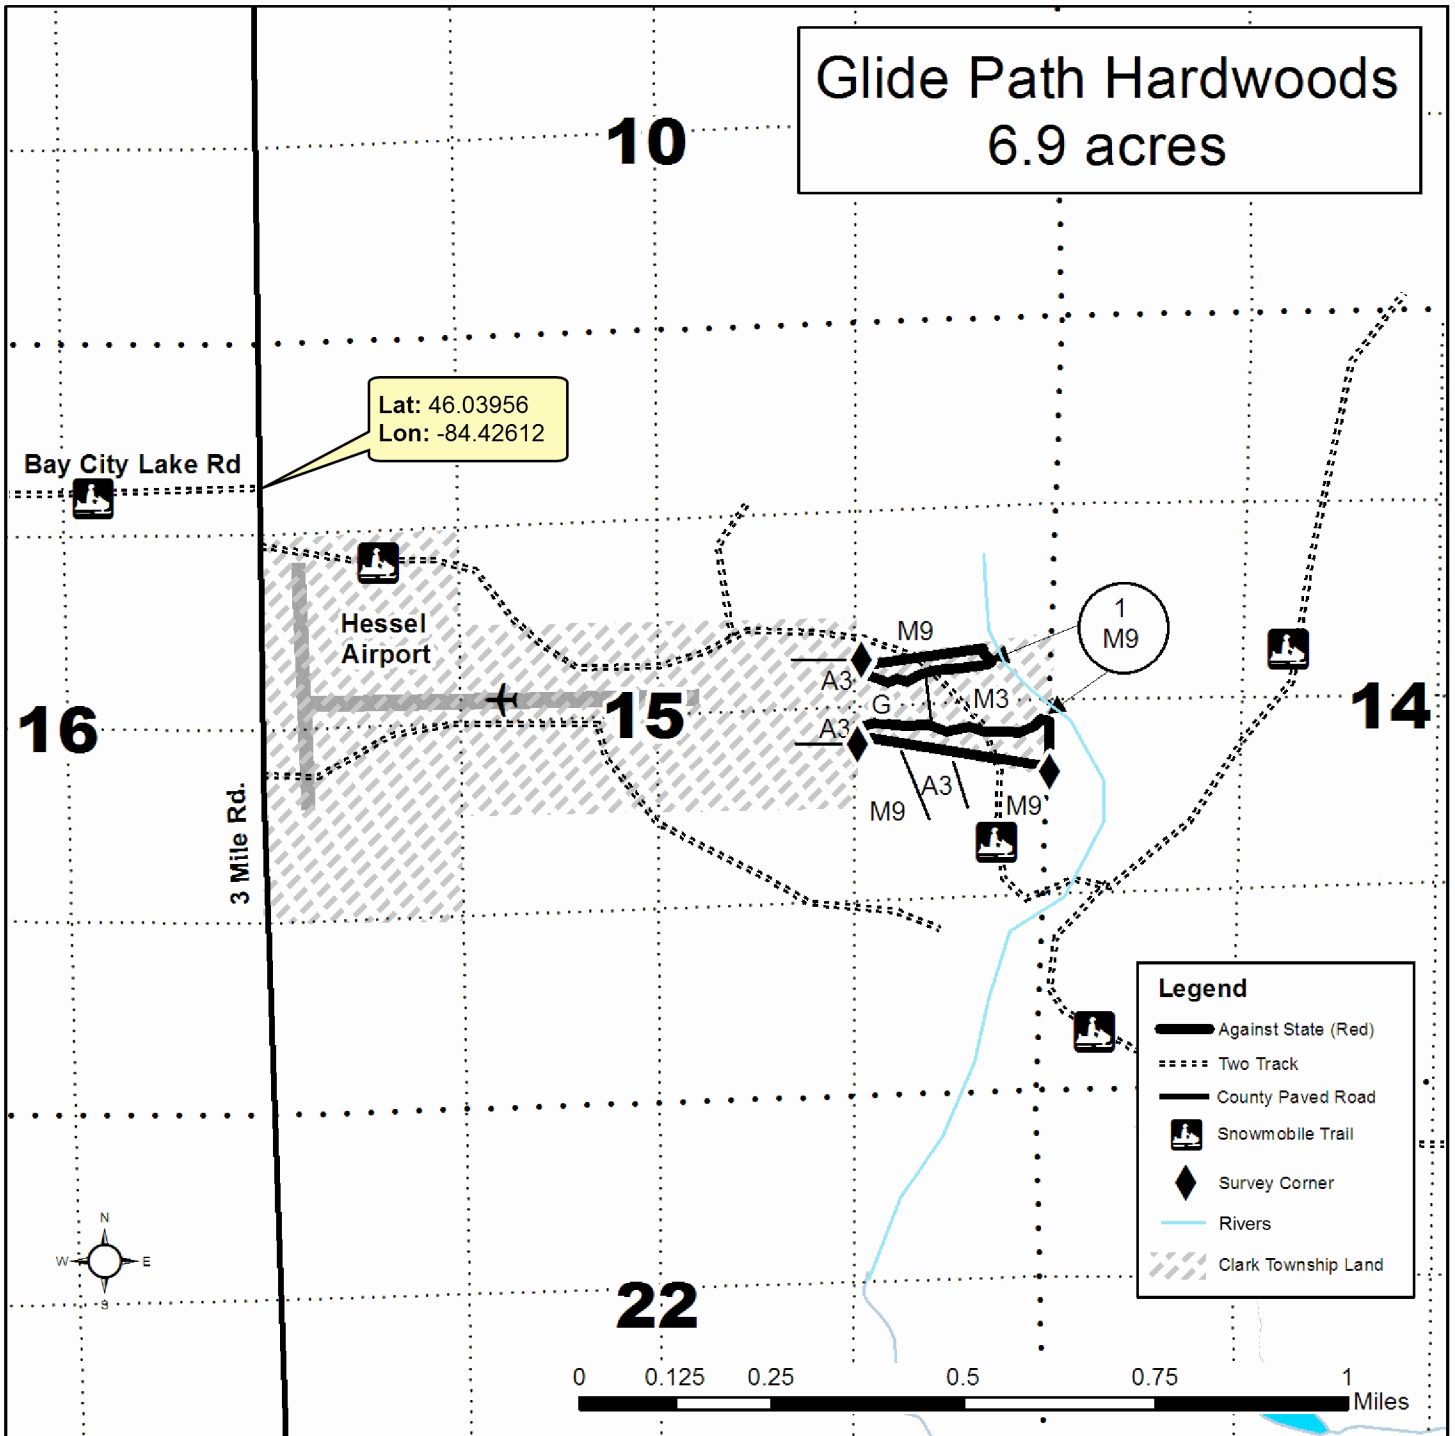 Glide Path Hardwoods
6.9 acres
10
Lat: 46.03956
Lon: -84.42612
Bay City Lake Rd
Hessel
Airport
1
M9
M9
A3
G
M3
A3
16
15
14
A3
M9
M9
3 Mile Rd.
Legend
Against State (Red)
Two Track
County Paved Road
Snowmobile Trail
Survey Corner
Rivers
Clark Township Land
N
W
E
S
22
0 0.125 0.25 0.5 0.75 1
Miles